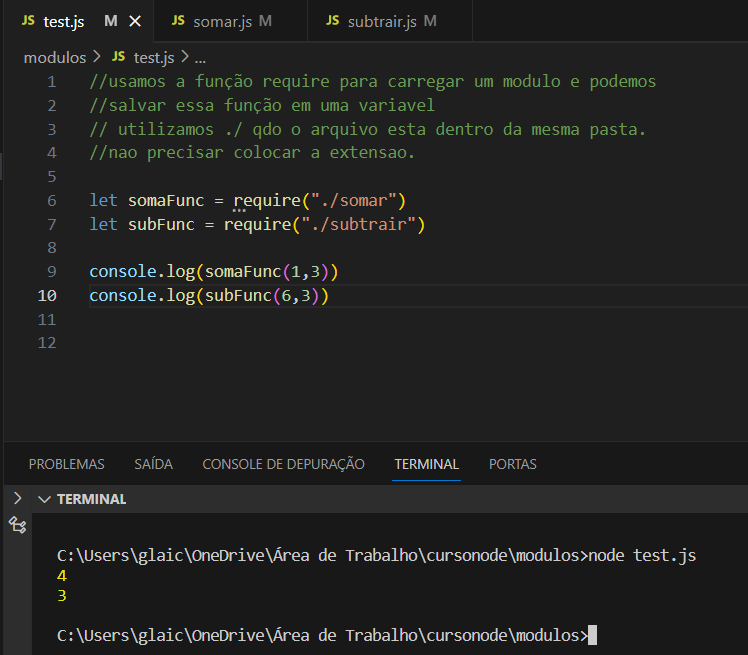 JS test.js M × JS somar.js M JS subtrair.js M
modulos > JS test.js > ...
1 //usamos a função require para carregar um modulo e podemos
2 //salvar essa função em uma variavel
3 // utilizamos ./ qdo o arquivo esta dentro da mesma pasta.
4 //nao precisar colocar a extensao.
5
6 let somaFunc = require("./somar")
7 let subFunc = require("./subtrair")
8
9 console.log(somaFunc(1,3))
10 console.log(subFunc(6,3))
11
12
PROBLEMAS SAÍDA CONSOLE DE DEPURAÇÃO TERMINAL PORTAS
TERMINAL
C:\Users\glaic\OneDrive\Área de Trabalho\cursonode\modulos>node test.js
4
3
C:\Users\glaic\OneDrive\Área de Trabalho\cursonode\modulos>